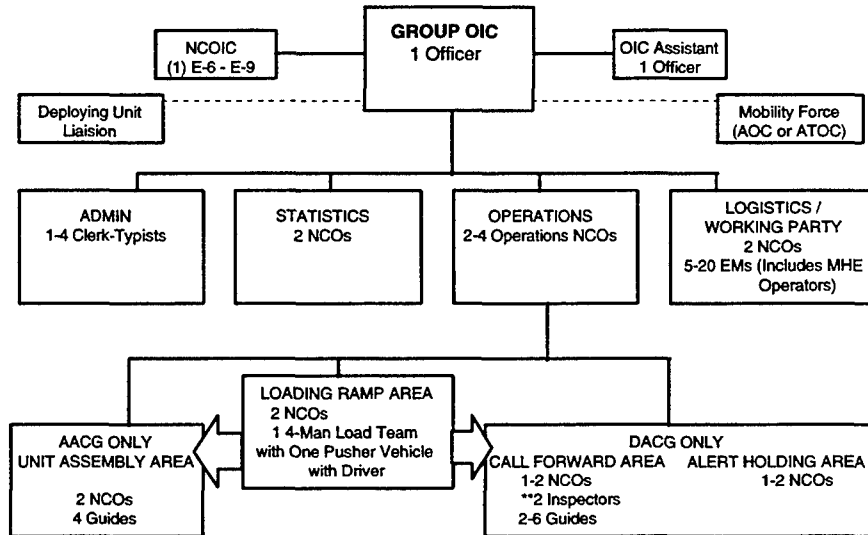 GROUP OIC
1 Officer
NCOIC
(1) E-6 - E-9
OIC Assistant
1 Officer
Deploying Unit
Liaision
Mobility Force
(AOC or ATOC)
ADMIN
1-4 Clerk-Typists
STATISTICS
2 NCOs
OPERATIONS
2-4 Operations NCOs
LOGISTICS /
WORKING PARTY
2 NCOs
5-20 EMs (Includes MHE
Operators)
LOADING RAMP AREA
2 NCOs
1 4-Man Load Team
with One Pusher Vehicle
with Driver
AACG ONLY
UNIT ASSEMBLY AREA
2 NCOs
4 Guides
DACG ONLY
CALL FORWARD AREA
1-2 NCOs
**2 Inspectors
2-6 Guides
ALERT HOLDING AREA
1-2 NCOs